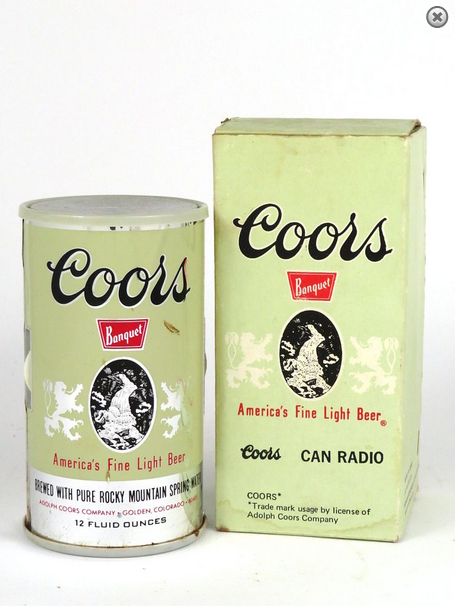 Coors
Banquet
America's Fine Light Beer
BREWED WITH PURE ROCKY MOUNTAIN SPRING WATER
ADOLPH COORS COMPANY GOLDEN, COLORADO
12 FLUID OUNCES
Coors
Banquet
America's Fine Light Beer®
Coors CAN RADIO
COORS*
*Trade mark usage by license of
Adolph Coors Company